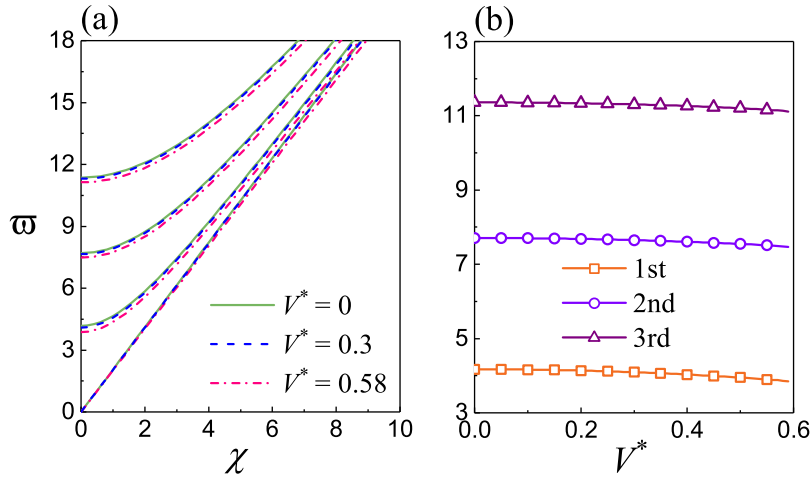 (a)
18
15
12
9
6
3
0
ϖ
0 2 4 6 8 10
χ
V* = 0
V* = 0.3
V* = 0.58
(b)
13
11
9
7
5
3
0.0 0.2 0.4 0.6
V*
1st
2nd
3rd